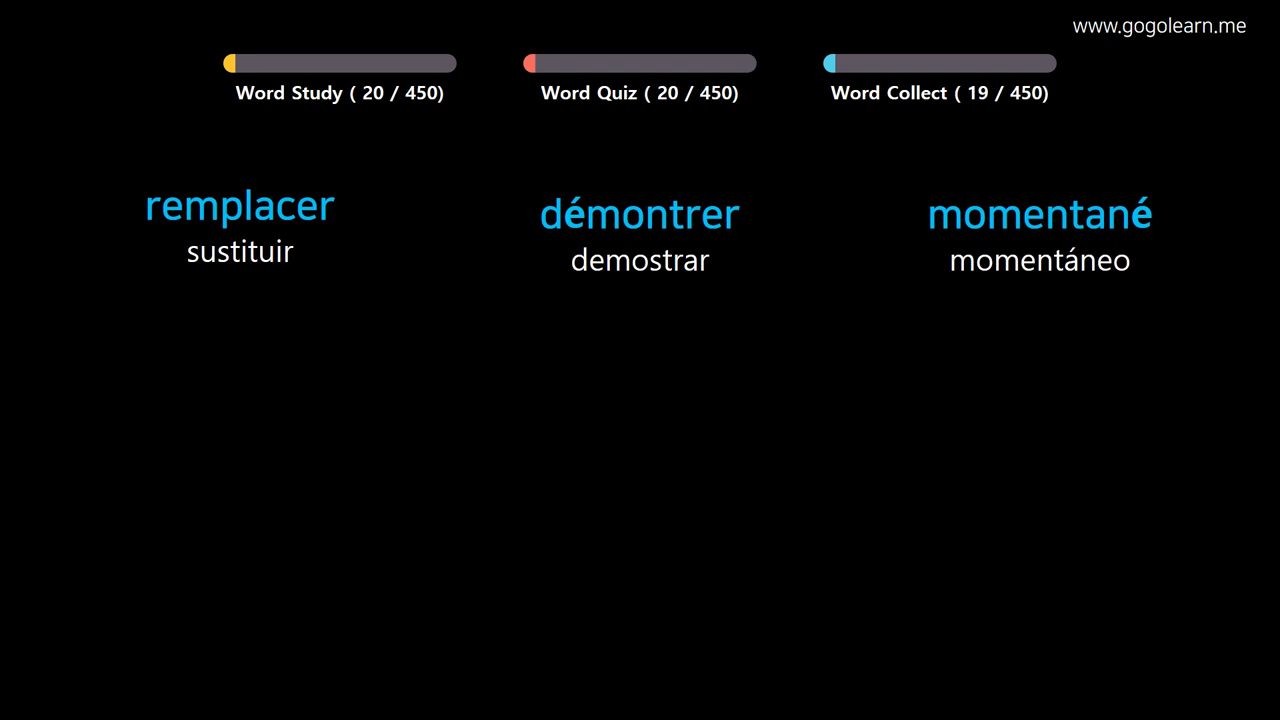 www.gogolearn.me
Word Study ( 20 / 450)
Word Quiz ( 20 / 450)
Word Collect ( 19 / 450)
remplacer
sustituir
démontrer
demostrar
momentané
momentáneo